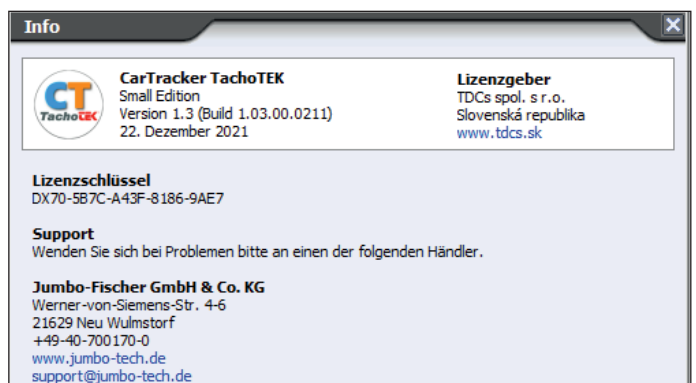 Info
CT
TachoTEK
CarTracker TachoTEK
Small Edition
Version 1.3 (Build 1.03.00.0211)
22. Dezember 2021
Lizenzgeber
TDCs spol. s r.o.
Slovenská republika
www.tdcs.sk
Lizenzschlüssel
DX70-5B7C-A43F-8186-9AE7
Support
Wenden Sie sich bei Problemen bitte an einen der folgenden Händler.
Jumbo-Fischer GmbH & Co. KG
Werner-von-Siemens-Str. 4-6
21629 Neu Wulmstorf
+49-40-700170-0
www.jumbo-tech.de
support@jumbo-tech.de